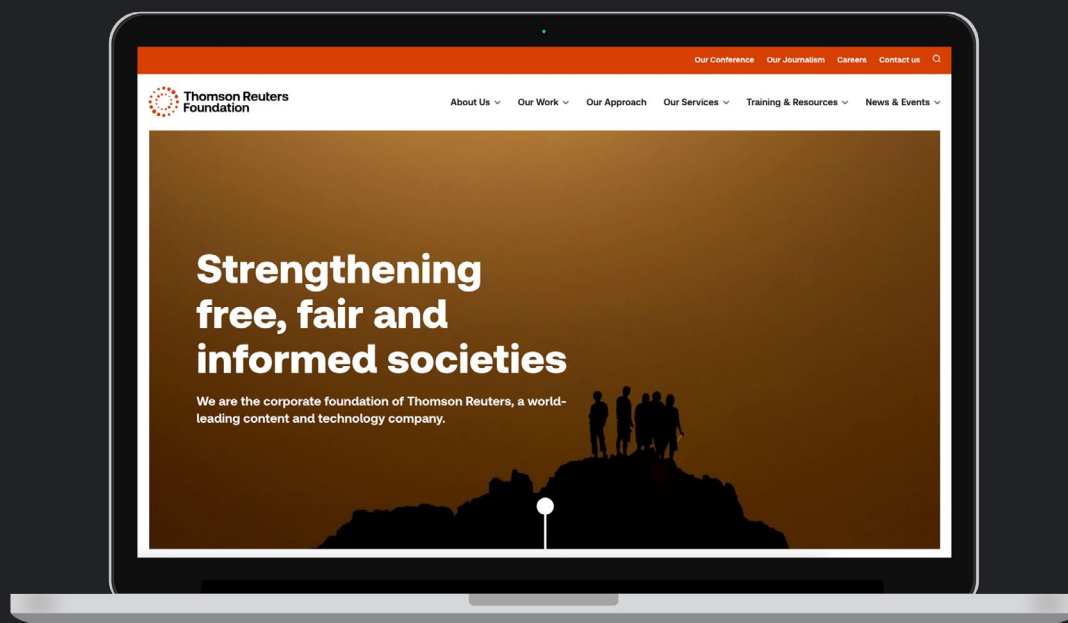 Our Conference Our Journalism Careers Contact us
Thomson Reuters
Foundation
About Us Our Work Our Approach Our Services Training & Resources News & Events
Strengthening
free, fair and
informed societies
We are the corporate foundation of Thomson Reuters, a world-
leading content and technology company.